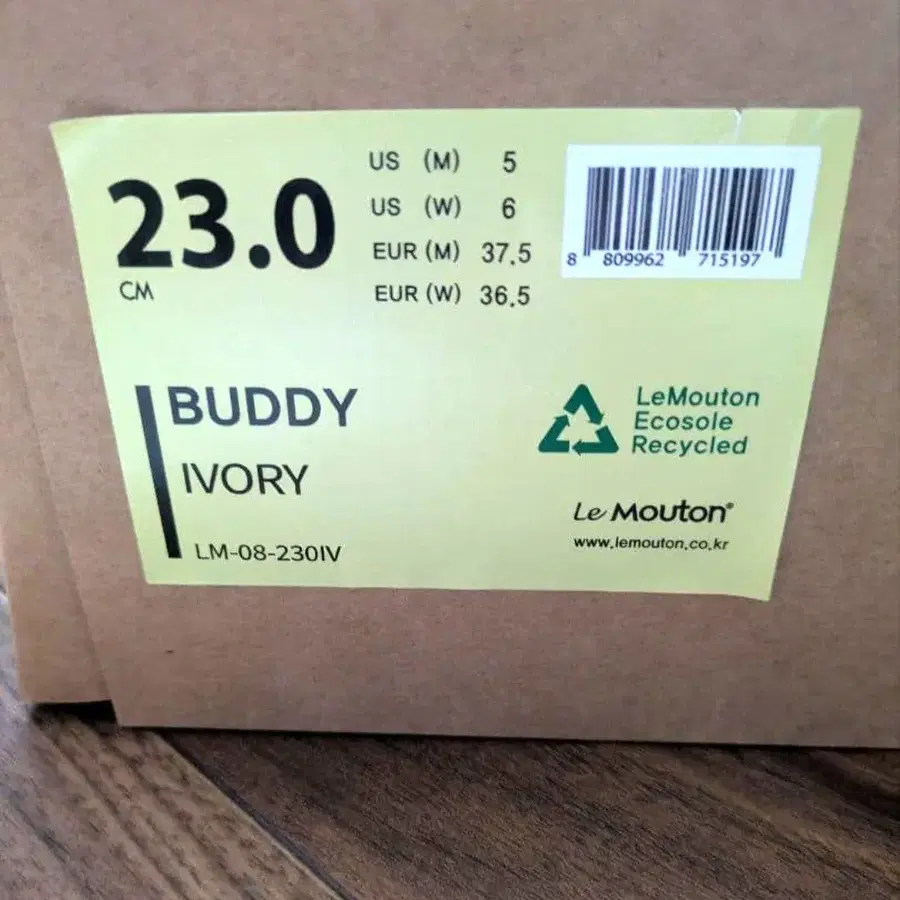 23.0
CM
US (M) 5
US (W) 6
EUR (M) 37.5
EUR (W) 36.5
8 809962 715197
BUDDY
IVORY
LM-08-230IV
LeMouton
Ecosole
Recycled
Le Mouton®
www.lemouton.co.kr